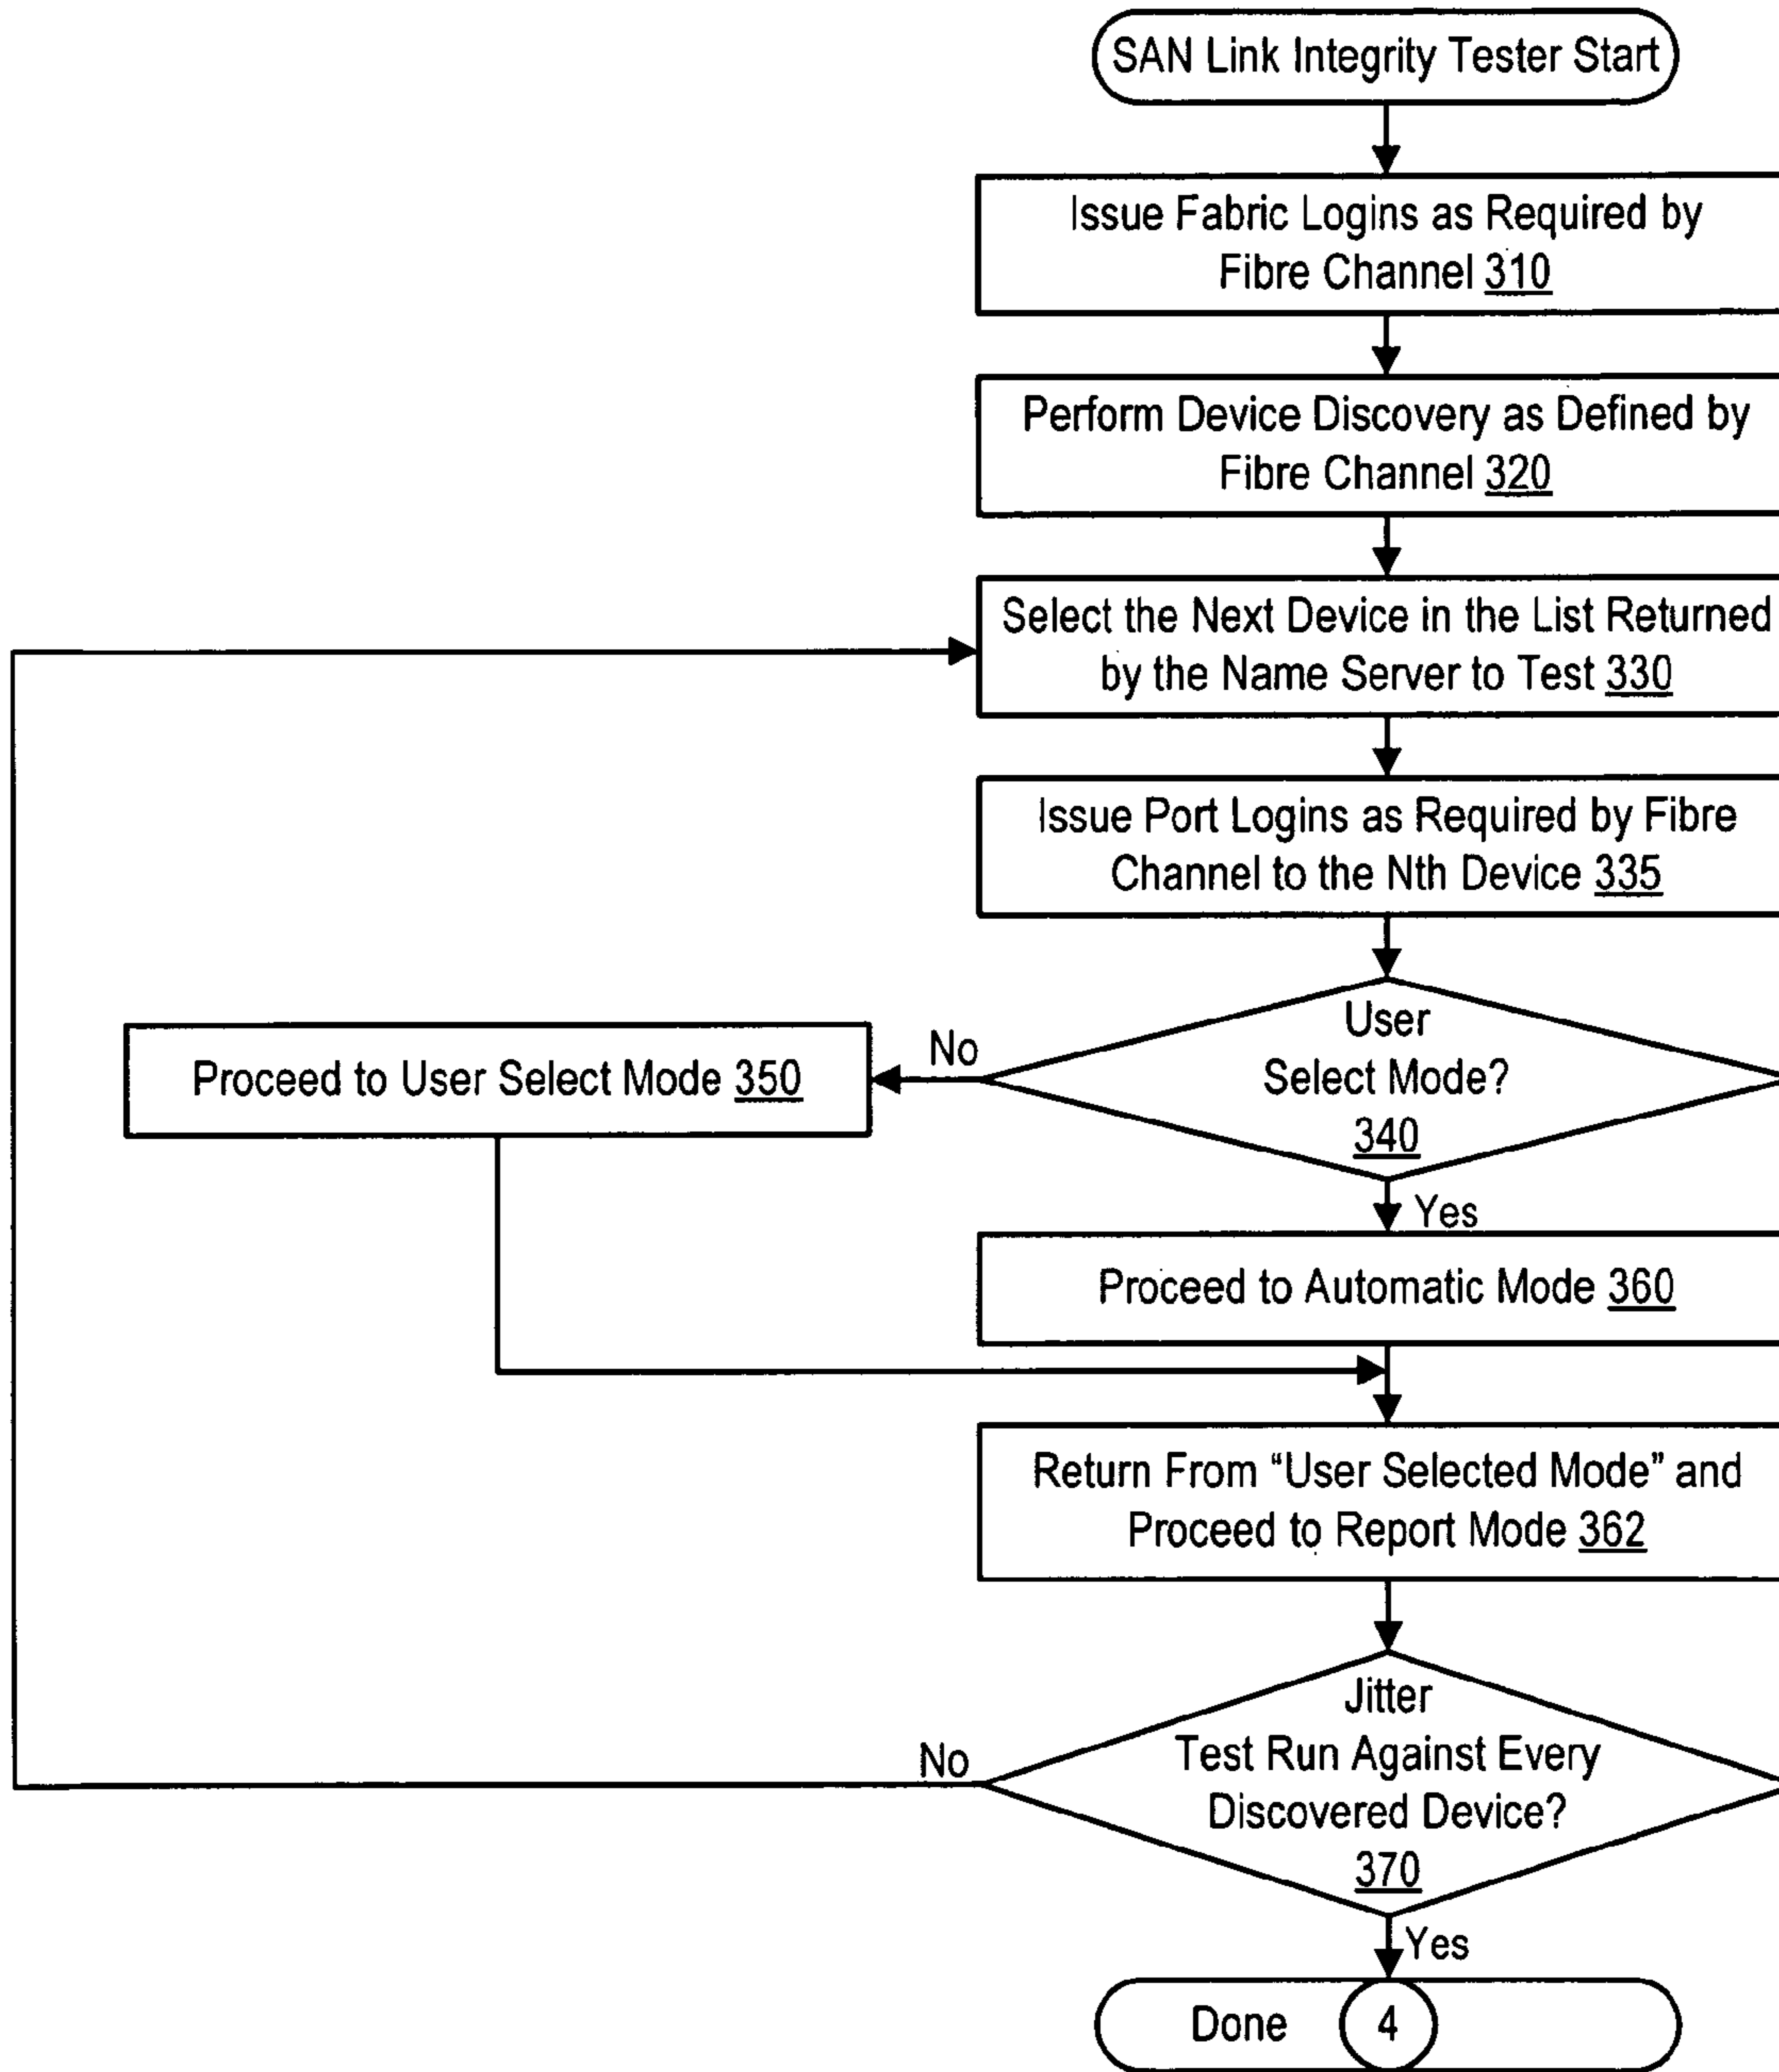 SAN Link Integrity Tester Start
Issue Fabric Logins as Required by
Fibre Channel 310
Perform Device Discovery as Defined by
Fibre Channel 320
Select the Next Device in the List Returned
by the Name Server to Test 330
Issue Port Logins as Required by Fibre
Channel to the Nth Device 335
User
Select Mode?
340
No
Proceed to User Select Mode 350
Yes
Proceed to Automatic Mode 360
Return From “User Selected Mode” and
Proceed to Report Mode 362
Jitter
Test Run Against Every
Discovered Device?
370
No
Yes
Done 4